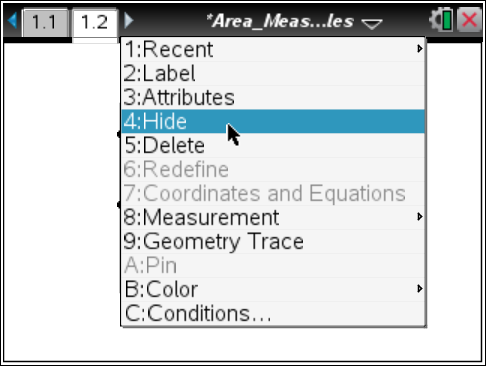 1.1 1.2 *Area_Meas...les
1:Recent
2:Label
3:Attributes
4:Hide
5:Delete
6:Redefine
7:Coordinates and Equations
8:Measurement
9:Geometry Trace
A:Pin
B:Color
C:Conditions...